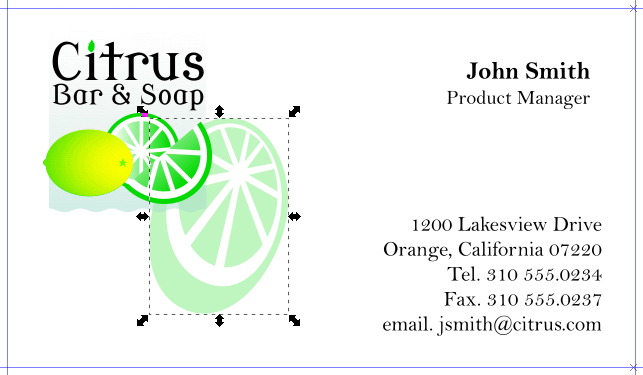 Citrus
Bar & Soap
John Smith
Product Manager
1200 Lakesview Drive
Orange, California 07220
Tel. 310 555.0234
Fax. 310 555.0237
email. jsmith@citrus.com